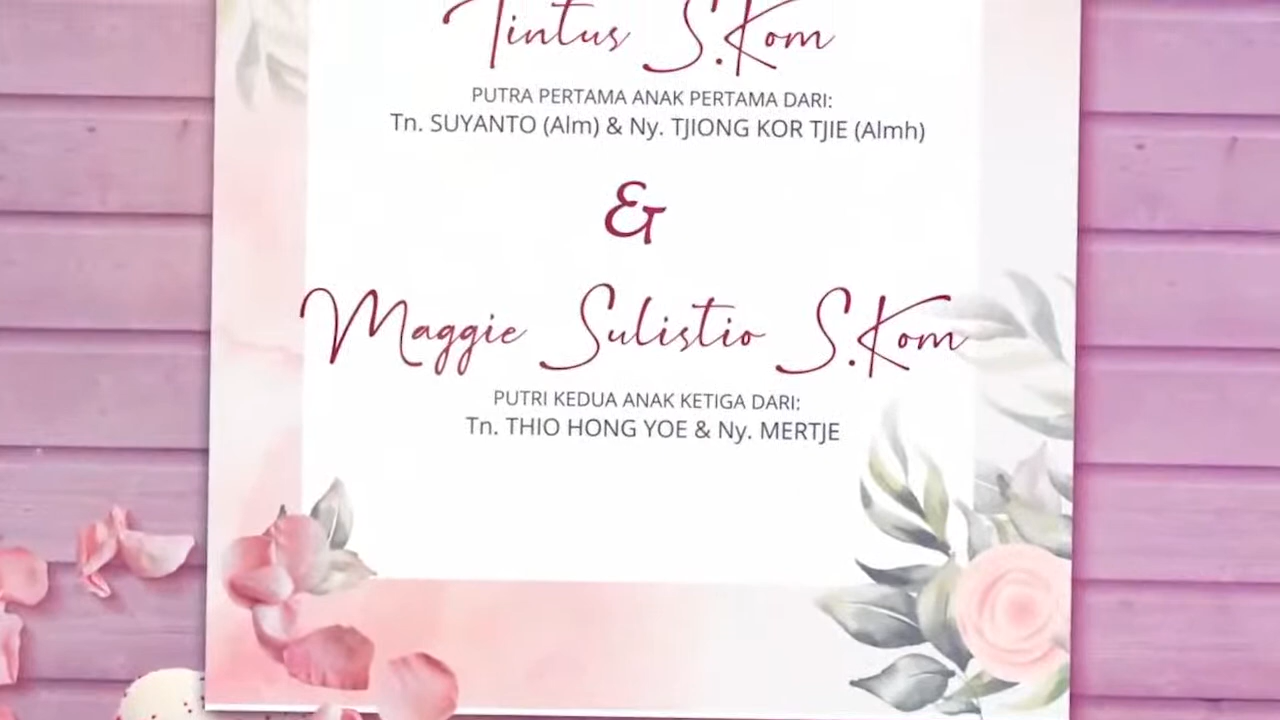 Tintus S.Kom
PUTRA PERTAMA ANAK PERTAMA DARI:
Tn. SUYANTO (Alm) & Ny. TJIONG KOR TJIE (Almh)
&
Maggie Sulistio S.Kom
PUTRI KEDUA ANAK KETIGA DARI:
Tn. THIO HONG YOE & Ny. MERTJE